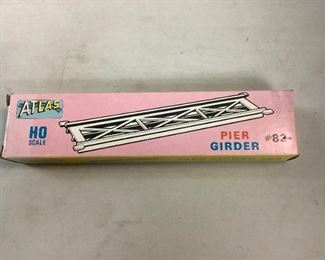 ATLAS
HO
SCALE
PIER
GIRDER
#82